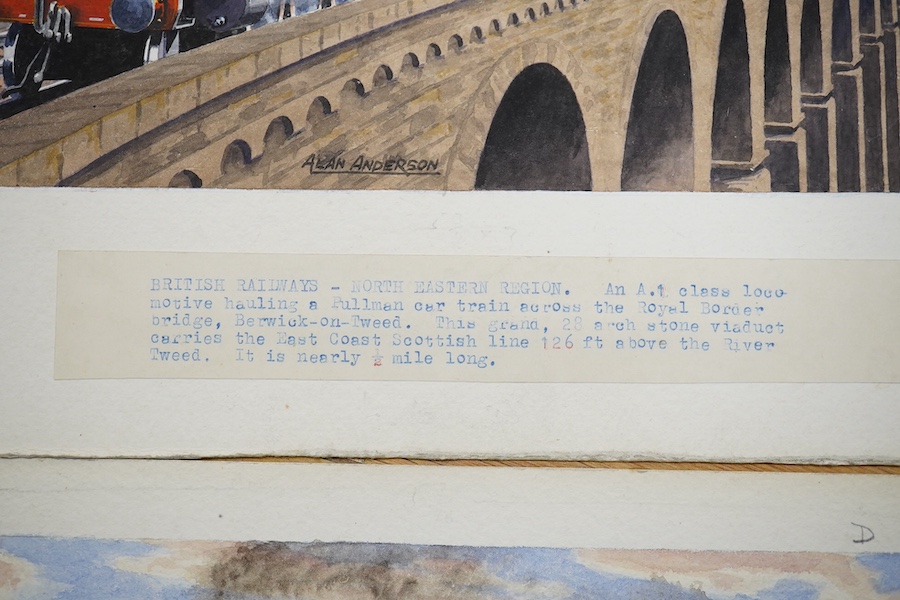 ALAN ANDERSON
BRITISH RAILWAYS - NORTH EASTERN REGION. An A.1 class loco-
motive hauling a Pullman car train across the Royal Border
bridge, Berwick-on-Tweed. This grand, 28 arch stone viaduct
carries the East Coast Scottish line 126 ft above the River
Tweed. It is nearly ½ mile long.
D